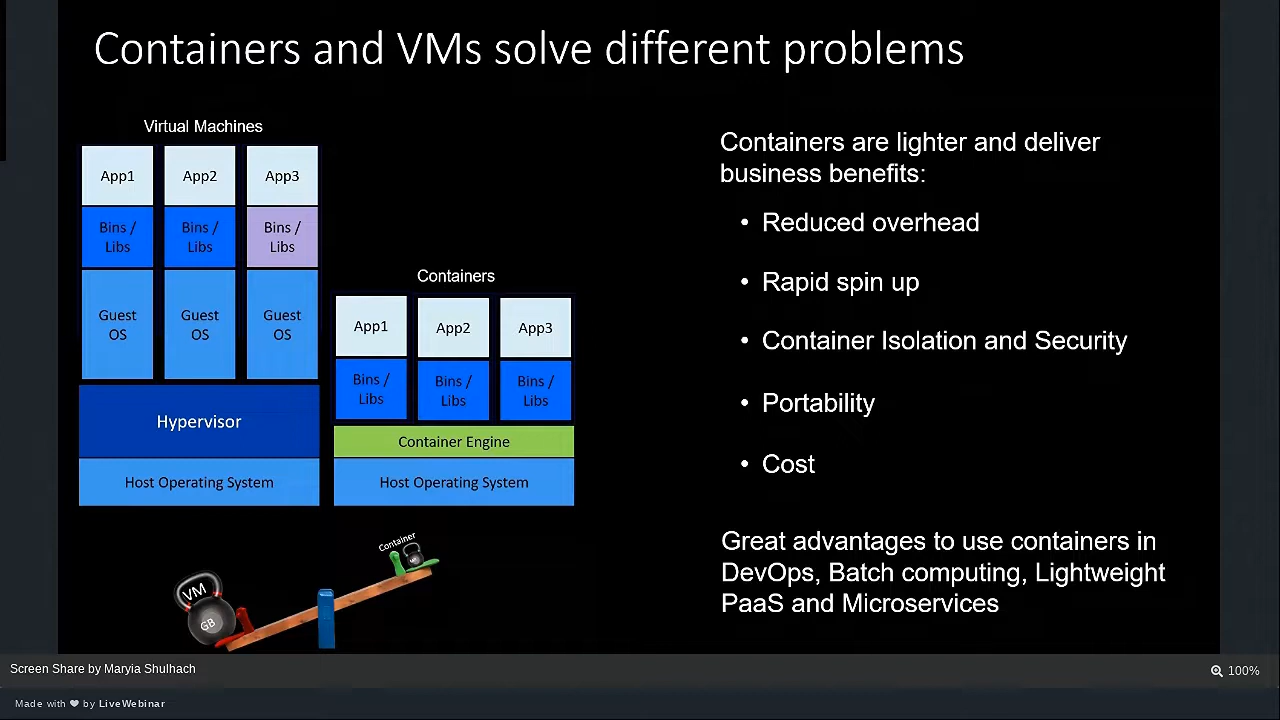 Containers and VMs solve different problems
Virtual Machines
App1
App2
App3
Bins /
Libs
Bins /
Libs
Bins /
Libs
Guest
OS
Guest
OS
Guest
OS
Hypervisor
Host Operating System
Containers
App1
App2
App3
Bins /
Libs
Bins /
Libs
Bins /
Libs
Container Engine
Host Operating System
VM
GB
Container
Containers are lighter and deliver
business benefits:
• Reduced overhead
• Rapid spin up
• Container Isolation and Security
• Portability
• Cost
Great advantages to use containers in
DevOps, Batch computing, Lightweight
PaaS and Microservices
Screen Share by Maryia Shulhach
100%
Made with ❤ by LiveWebinar